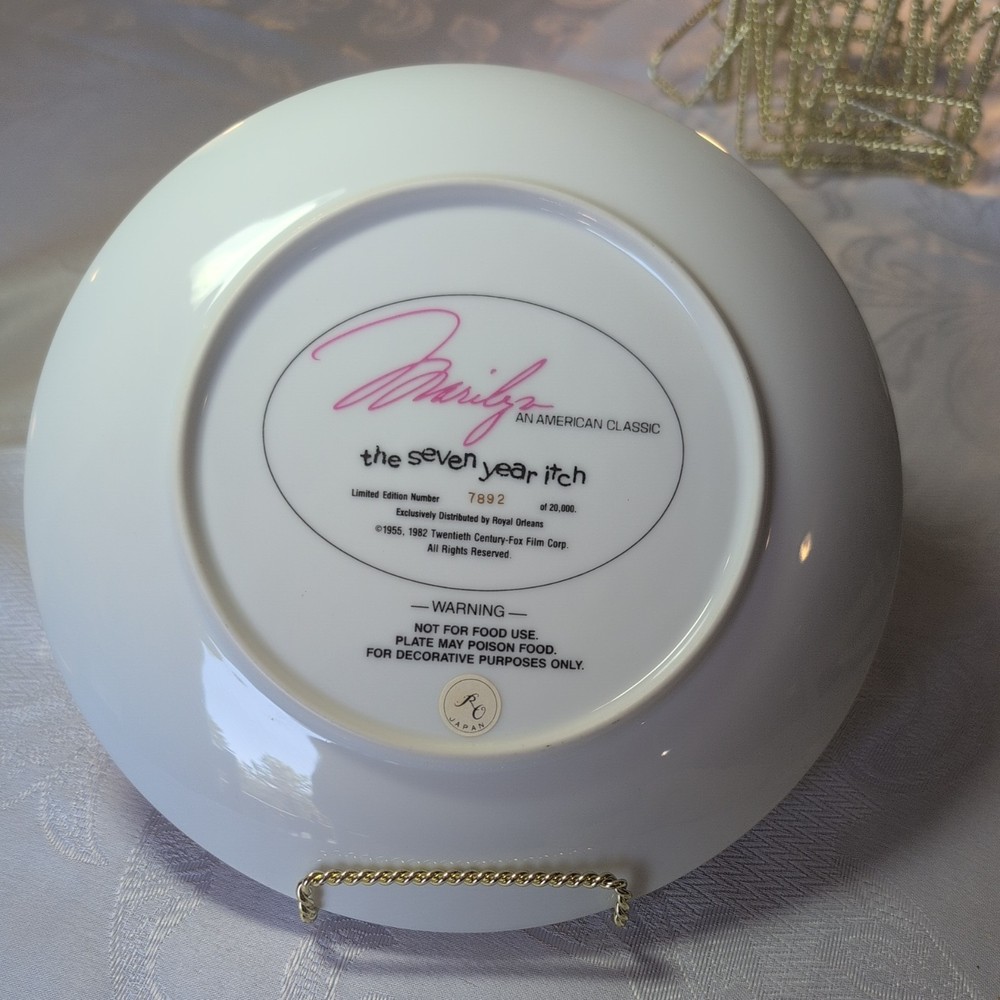 Marilyn
AN AMERICAN CLASSIC
the seven year itch
Limited Edition Number 7892 of 20,000.
Exclusively Distributed by Royal Orleans
©1955, 1982 Twentieth Century-Fox Film Corp.
All Rights Reserved.
— WARNING —
NOT FOR FOOD USE.
PLATE MAY POISON FOOD.
FOR DECORATIVE PURPOSES ONLY.
RO
JAPAN